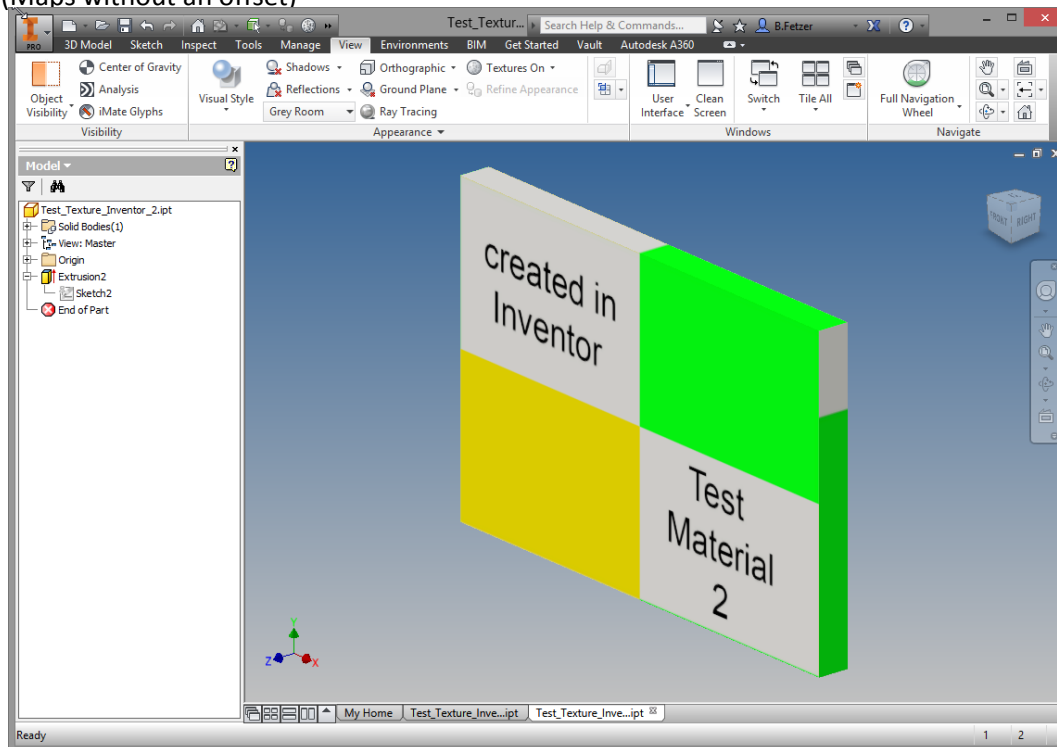 (Maps without an offset)
PRO
Test_Textur...
Search Help & Commands...
B.Fetzer
3D Model Sketch Inspect Tools Manage View Environments BIM Get Started Vault Autodesk A360
Object Visibility
Center of Gravity
Analysis
iMate Glyphs
Visibility
Visual Style
Shadows
Reflections
Grey Room
Orthographic
Ground Plane
Ray Tracing
Textures On
Refine Appearance
Appearance
User Interface
Clean Screen
Switch
Tile All
Windows
Full Navigation Wheel
Navigate
Model
Test_Texture_Inventor_2.ipt
Solid Bodies(1)
View: Master
Origin
Extrusion2
Sketch2
End of Part
created in
Inventor
Test
Material
2
FRONT RIGHT
Y
Z X
My Home Test_Texture_Inve...ipt Test_Texture_Inve...ipt
Ready 1 2